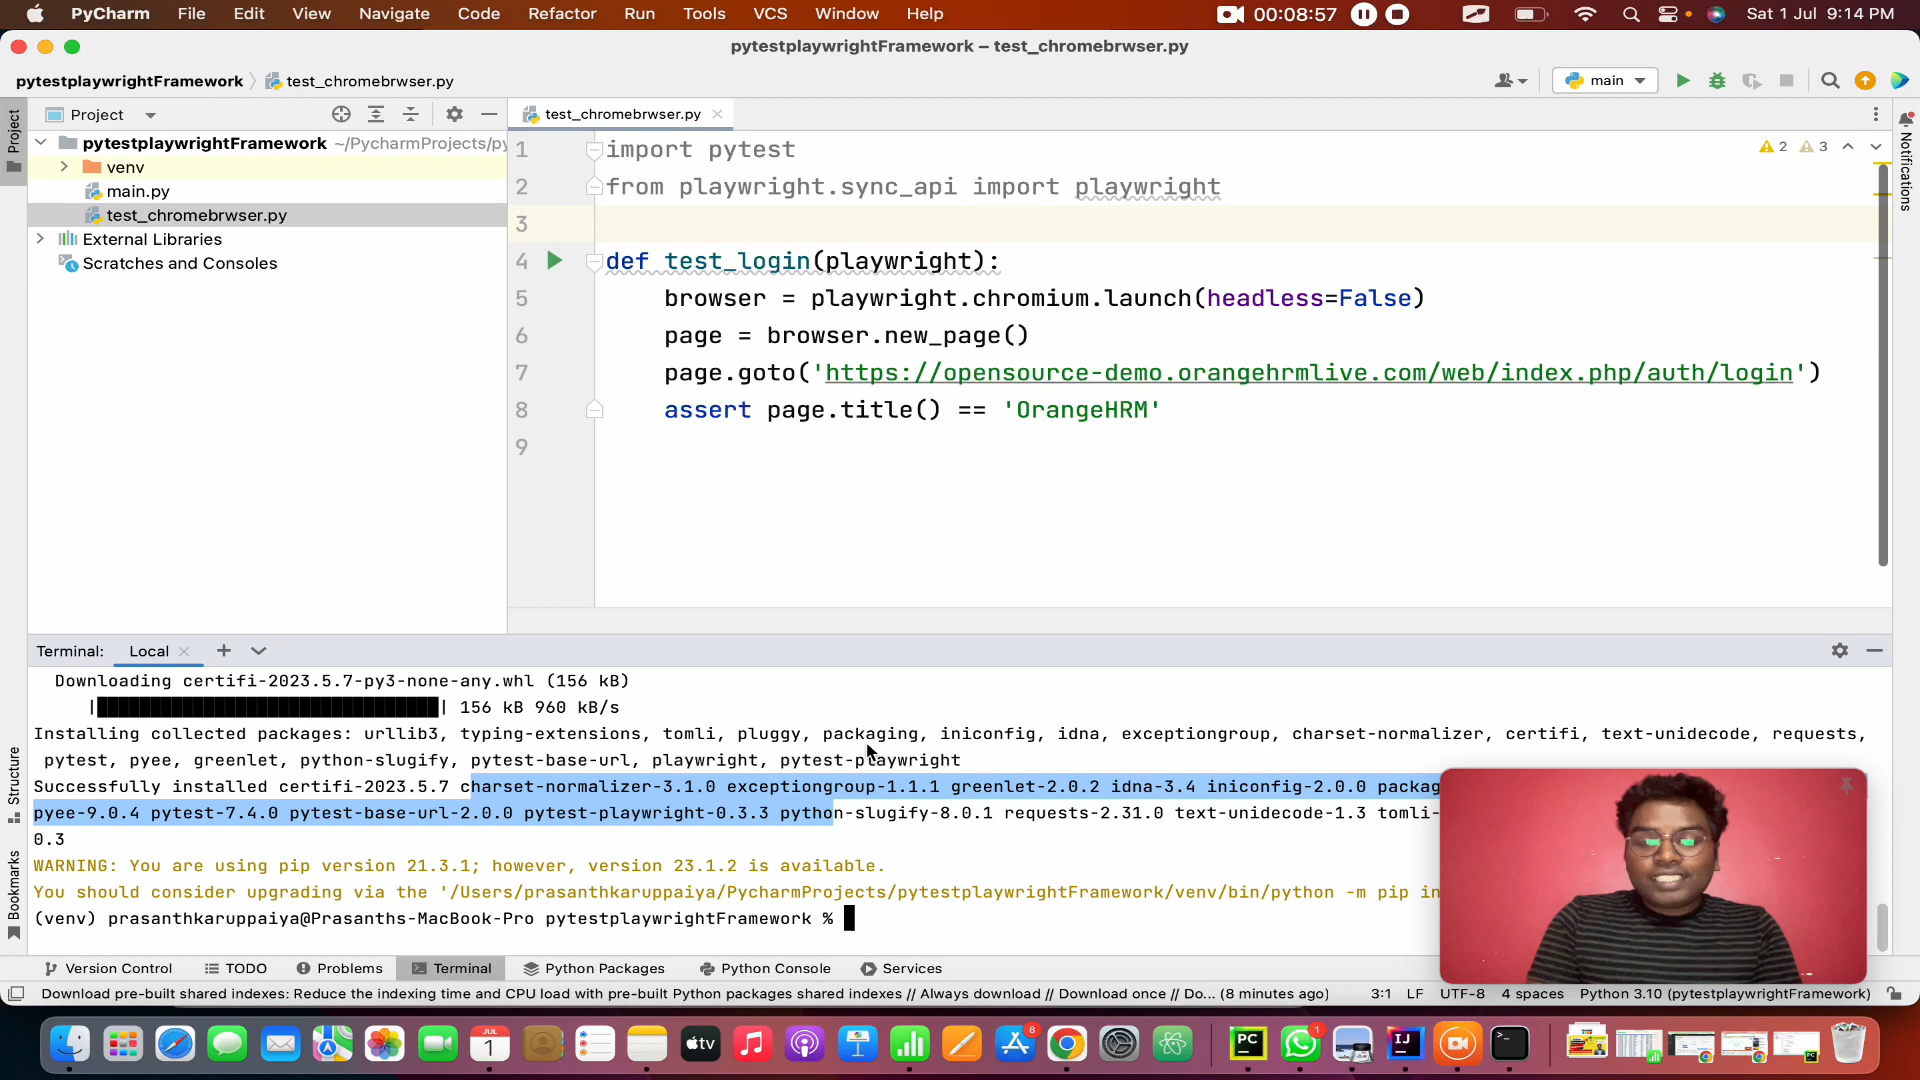 PyCharm File Edit View Navigate Code Refactor Run Tools VCS Window Help 00:08:57 Sat 1 Jul 9:14 PM
pytestplaywrightFramework – test_chromebrwser.py
pytestplaywrightFramework test_chromebrwser.py main
Project
Project
test_chromebrwser.py
pytestplaywrightFramework ~/PycharmProjects/py
venv
main.py
test_chromebrwser.py
External Libraries
Scratches and Consoles
2 3
Notifications
1 import pytest
2 from playwright.sync_api import playwright
3
4 def test_login(playwright):
5 browser = playwright.chromium.launch(headless=False)
6 page = browser.new_page()
7 page.goto('https://opensource-demo.orangehrmlive.com/web/index.php/auth/login')
8 assert page.title() == 'OrangeHRM'
9
Terminal: Local
Downloading certifi-2023.5.7-py3-none-any.whl (156 kB)
| | 156 kB 960 kB/s
Installing collected packages: urllib3, typing-extensions, tomli, pluggy, packaging, iniconfig, idna, exceptiongroup, charset-normalizer, certifi, text-unidecode, requests,
pytest, pyee, greenlet, python-slugify, pytest-base-url, playwright, pytest-playwright
Successfully installed certifi-2023.5.7 charset-normalizer-3.1.0 exceptiongroup-1.1.1 greenlet-2.0.2 idna-3.4 iniconfig-2.0.0 packag
pyee-9.0.4 pytest-7.4.0 pytest-base-url-2.0.0 pytest-playwright-0.3.3 python-slugify-8.0.1 requests-2.31.0 text-unidecode-1.3 tomli-
0.3
WARNING: You are using pip version 21.3.1; however, version 23.1.2 is available.
You should consider upgrading via the '/Users/prasanthkaruppaiya/PycharmProjects/pytestplaywrightFramework/venv/bin/python -m pip in
(venv) prasanthkaruppaiya@Prasanths-MacBook-Pro pytestplaywrightFramework %
Structure
Bookmarks
Version Control TODO Problems Terminal Python Packages Python Console Services
Download pre-built shared indexes: Reduce the indexing time and CPU load with pre-built Python packages shared indexes // Always download // Download once // Do... (8 minutes ago) 3:1 LF UTF-8 4 spaces Python 3.10 (pytestplaywrightFramework)
JUL
1 tv 8 PC 1 IJ